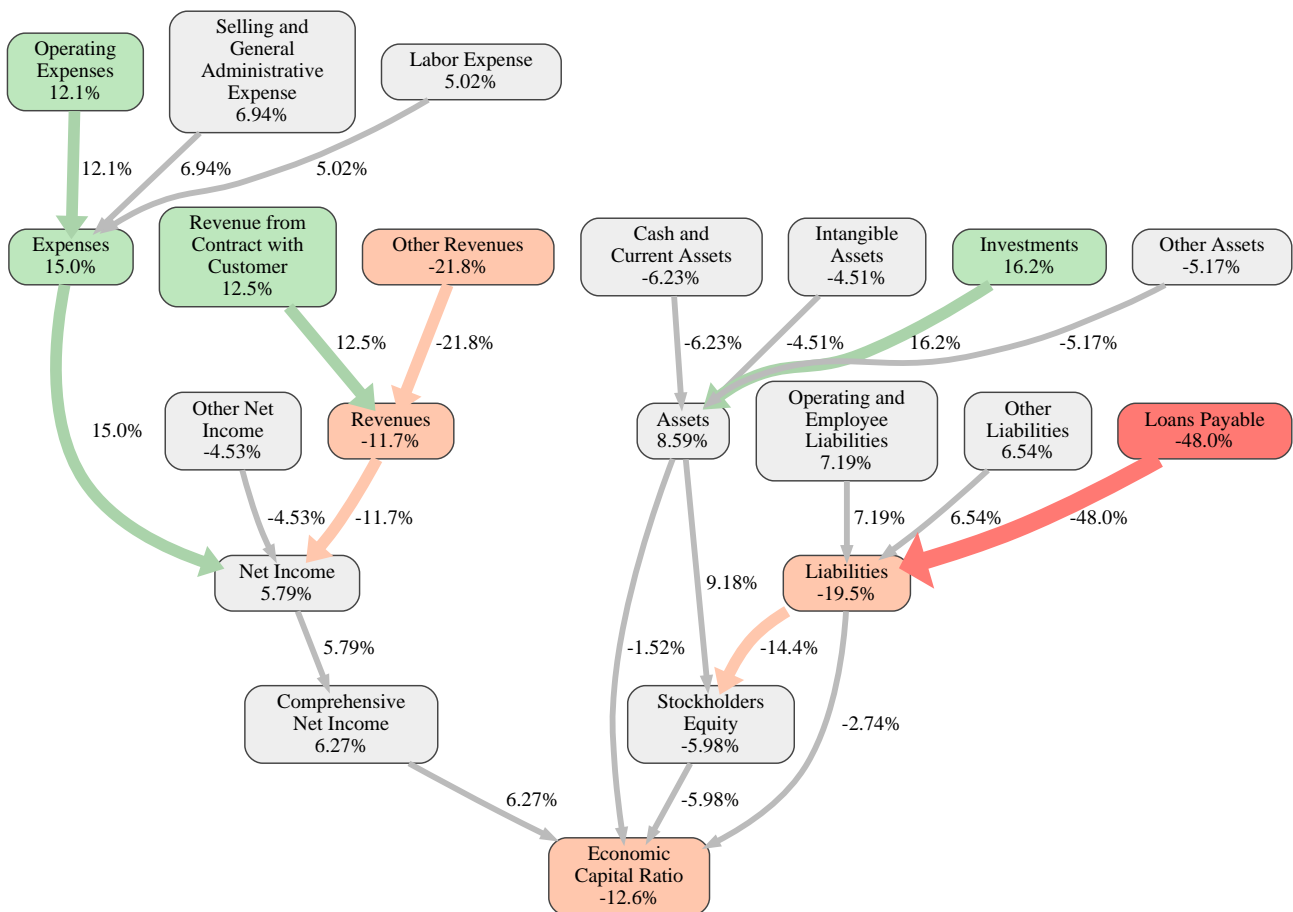 Operating
Expenses
12.1%
Selling and
General
Administrative
Expense
6.94%
Labor Expense
5.02%
12.1%
6.94%
5.02%
Expenses
15.0%
Revenue from
Contract with
Customer
12.5%
Other Revenues
-21.8%
Cash and
Current Assets
-6.23%
Intangible
Assets
-4.51%
Investments
16.2%
Other Assets
-5.17%
12.5%
-21.8%
-6.23%
-4.51%
16.2%
-5.17%
Other Net
Income
-4.53%
Revenues
-11.7%
Assets
8.59%
Operating and
Employee
Liabilities
7.19%
Other
Liabilities
6.54%
Loans Payable
-48.0%
15.0%
-4.53%
-11.7%
7.19%
6.54%
-48.0%
Net Income
5.79%
9.18%
Liabilities
-19.5%
5.79%
-1.52%
-14.4%
Comprehensive
Net Income
6.27%
Stockholders
Equity
-5.98%
-2.74%
6.27%
-5.98%
Economic
Capital Ratio
-12.6%